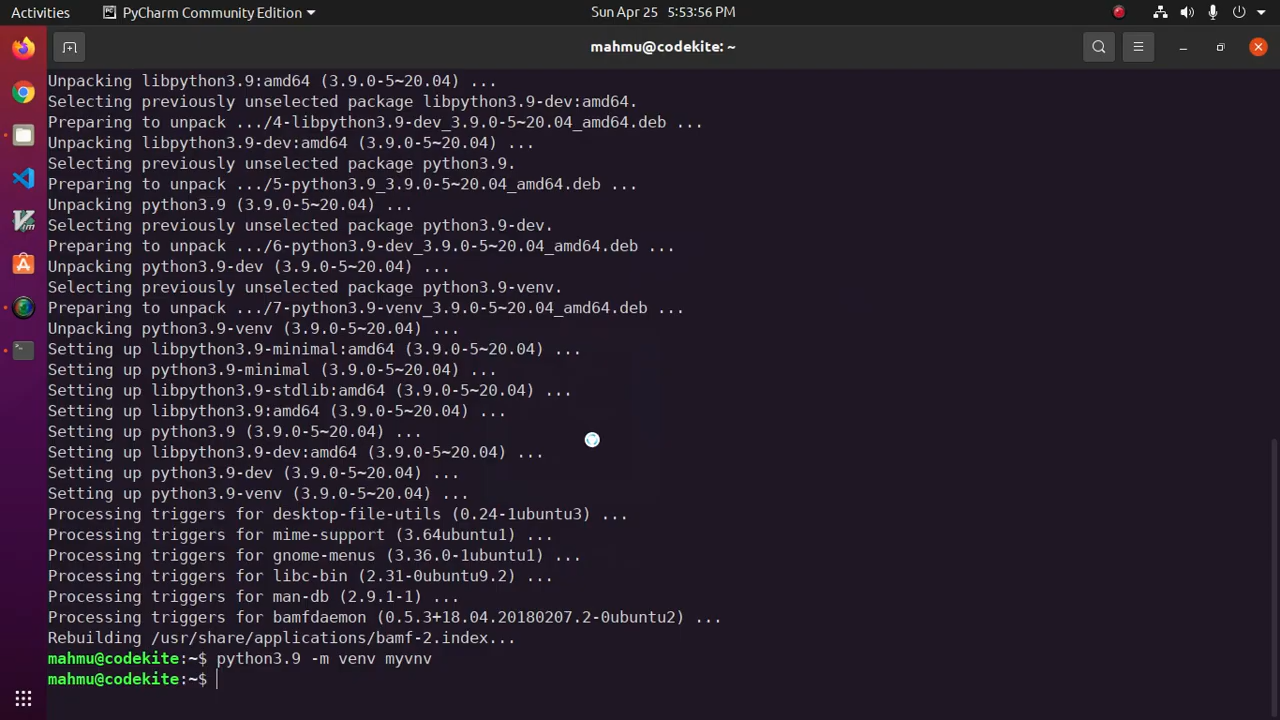 Activities
PyCharm Community Edition
Sun Apr 25 5:53:56 PM
mahmu@codekite: ~
Unpacking libpython3.9:amd64 (3.9.0-5~20.04) ...
Selecting previously unselected package libpython3.9-dev:amd64.
Preparing to unpack .../4-libpython3.9-dev_3.9.0-5~20.04_amd64.deb ...
Unpacking libpython3.9-dev:amd64 (3.9.0-5~20.04) ...
Selecting previously unselected package python3.9.
Preparing to unpack .../5-python3.9_3.9.0-5~20.04_amd64.deb ...
Unpacking python3.9 (3.9.0-5~20.04) ...
Selecting previously unselected package python3.9-dev.
Preparing to unpack .../6-python3.9-dev_3.9.0-5~20.04_amd64.deb ...
Unpacking python3.9-dev (3.9.0-5~20.04) ...
Selecting previously unselected package python3.9-venv.
Preparing to unpack .../7-python3.9-venv_3.9.0-5~20.04_amd64.deb ...
Unpacking python3.9-venv (3.9.0-5~20.04) ...
Setting up libpython3.9-minimal:amd64 (3.9.0-5~20.04) ...
Setting up python3.9-minimal (3.9.0-5~20.04) ...
Setting up libpython3.9-stdlib:amd64 (3.9.0-5~20.04) ...
Setting up libpython3.9:amd64 (3.9.0-5~20.04) ...
Setting up python3.9 (3.9.0-5~20.04) ...
Setting up libpython3.9-dev:amd64 (3.9.0-5~20.04) ...
Setting up python3.9-dev (3.9.0-5~20.04) ...
Setting up python3.9-venv (3.9.0-5~20.04) ...
Processing triggers for desktop-file-utils (0.24-1ubuntu3) ...
Processing triggers for mime-support (3.64ubuntu1) ...
Processing triggers for gnome-menus (3.36.0-1ubuntu1) ...
Processing triggers for libc-bin (2.31-0ubuntu9.2) ...
Processing triggers for man-db (2.9.1-1) ...
Processing triggers for bamfdaemon (0.5.3+18.04.20180207.2-0ubuntu2) ...
Rebuilding /usr/share/applications/bamf-2.index...
mahmu@codekite:~$ python3.9 -m venv myvnv
mahmu@codekite:~$